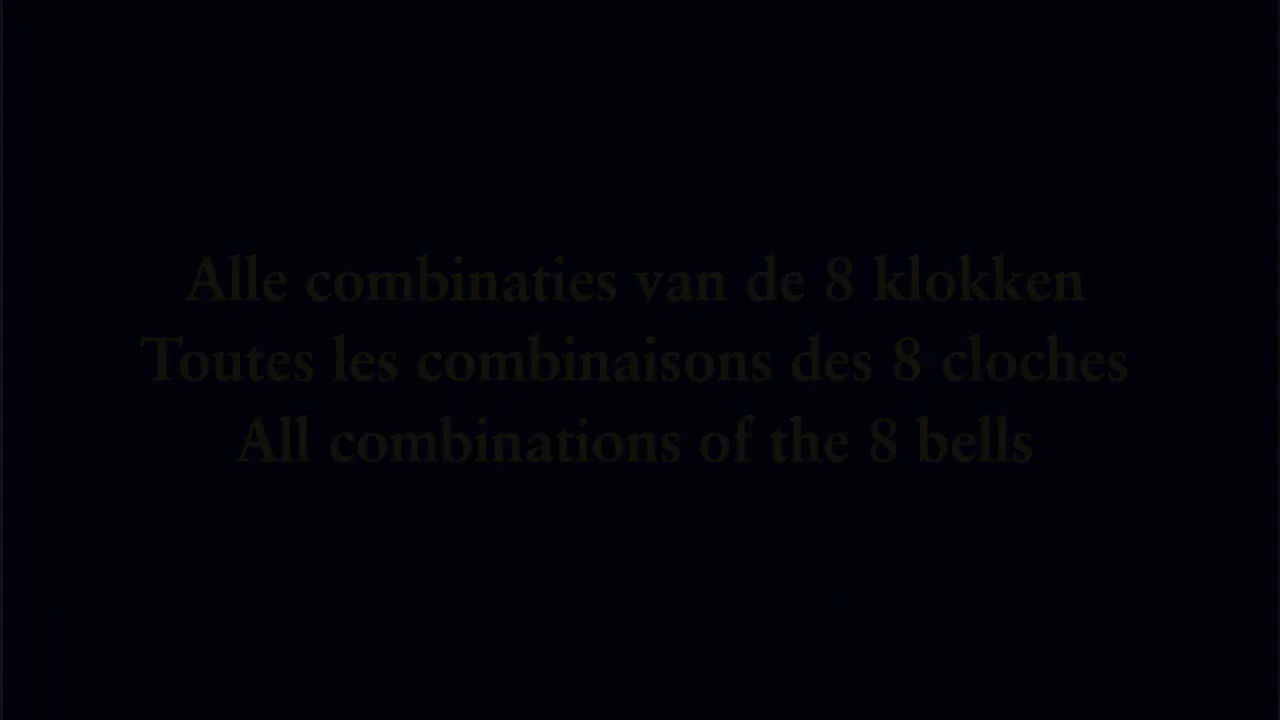 Alle combinaties van de 8 klokken
Toutes les combinaisons des 8 cloches
All combinations of the 8 bells